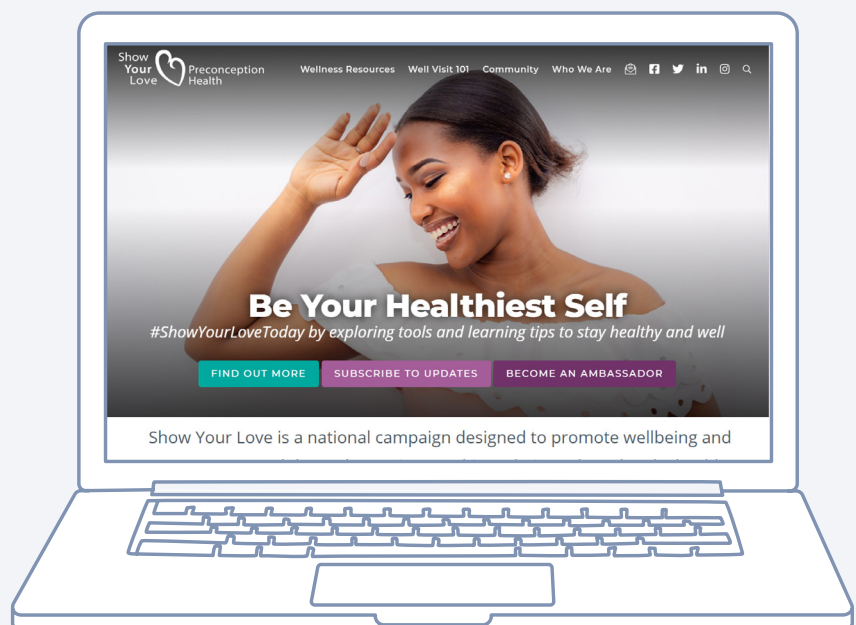 Show
Your
Love
Preconception
Health
Wellness Resources Well Visit 101 Community Who We Are
Be Your Healthiest Self
#ShowYourLoveToday by exploring tools and learning tips to stay healthy and well
FIND OUT MORE SUBSCRIBE TO UPDATES BECOME AN AMBASSADOR
Show Your Love is a national campaign designed to promote wellbeing and